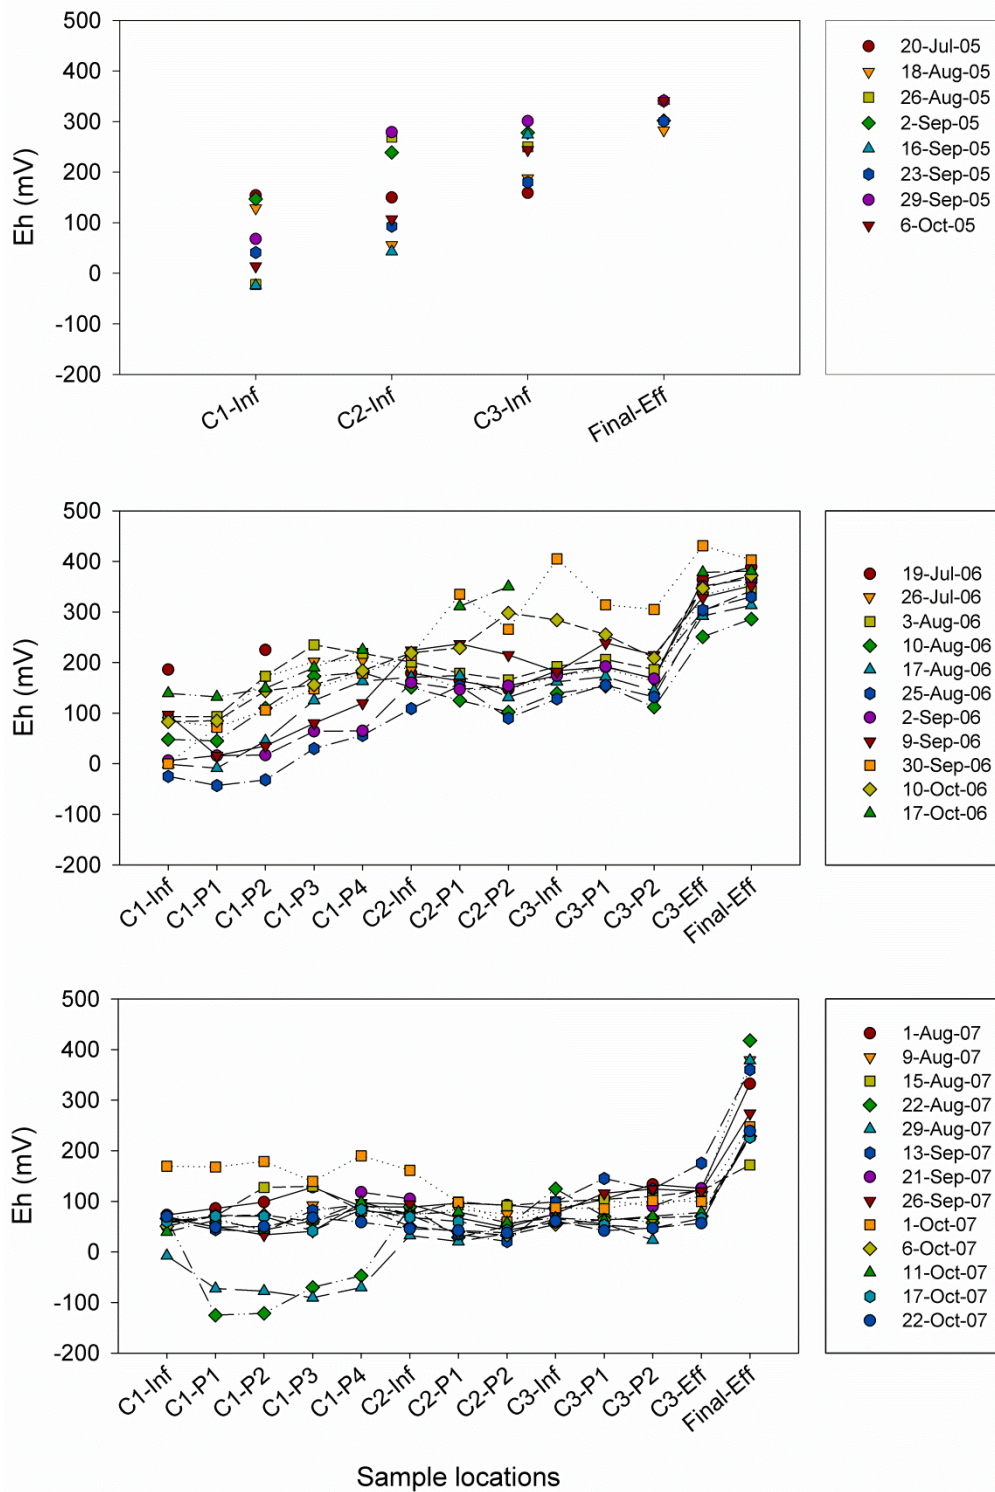 500
400
300
200
100
0
-100
-200
Eh (mV)
C1-Inf
C2-Inf
C3-Inf
Final-Eff
20-Jul-05
18-Aug-05
26-Aug-05
2-Sep-05
16-Sep-05
23-Sep-05
29-Sep-05
6-Oct-05
500
400
300
200
100
0
-100
-200
Eh (mV)
C1-Inf
C1-P1
C1-P2
C1-P3
C1-P4
C2-Inf
C2-P1
C2-P2
C3-Inf
C3-P1
C3-P2
C3-Eff
Final-Eff
19-Jul-06
26-Jul-06
3-Aug-06
10-Aug-06
17-Aug-06
25-Aug-06
2-Sep-06
9-Sep-06
30-Sep-06
10-Oct-06
17-Oct-06
500
400
300
200
100
0
-100
-200
Eh (mV)
C1-Inf
C1-P1
C1-P2
C1-P3
C1-P4
C2-Inf
C2-P1
C2-P2
C3-Inf
C3-P1
C3-P2
C3-Eff
Final-Eff
1-Aug-07
9-Aug-07
15-Aug-07
22-Aug-07
29-Aug-07
13-Sep-07
21-Sep-07
26-Sep-07
1-Oct-07
6-Oct-07
11-Oct-07
17-Oct-07
22-Oct-07
Sample locations